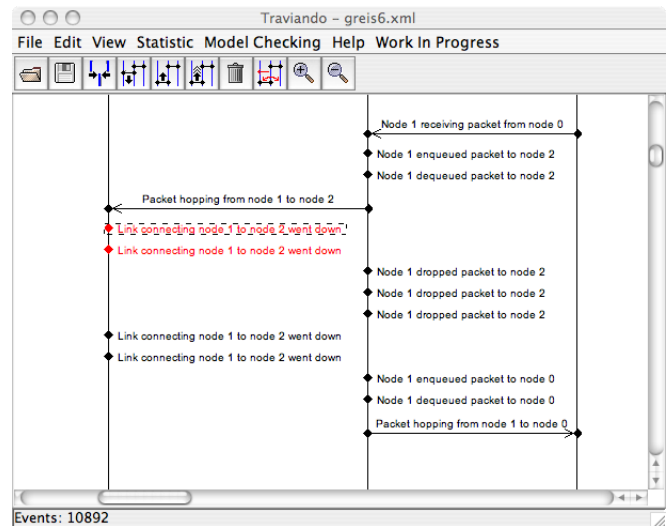 Traviando – greis6.xml
File Edit View Statistic Model Checking Help Work In Progress
Node 1 receiving packet from node 0
Node 1 enqueued packet to node 2
Node 1 dequeued packet to node 2
Packet hopping from node 1 to node 2
Link connecting node 1 to node 2 went down
Link connecting node 1 to node 2 went down
Node 1 dropped packet to node 2
Node 1 dropped packet to node 2
Node 1 dropped packet to node 2
Link connecting node 1 to node 2 went down
Link connecting node 1 to node 2 went down
Node 1 enqueued packet to node 0
Node 1 dequeued packet to node 0
Packet hopping from node 1 to node 0
Events: 10892